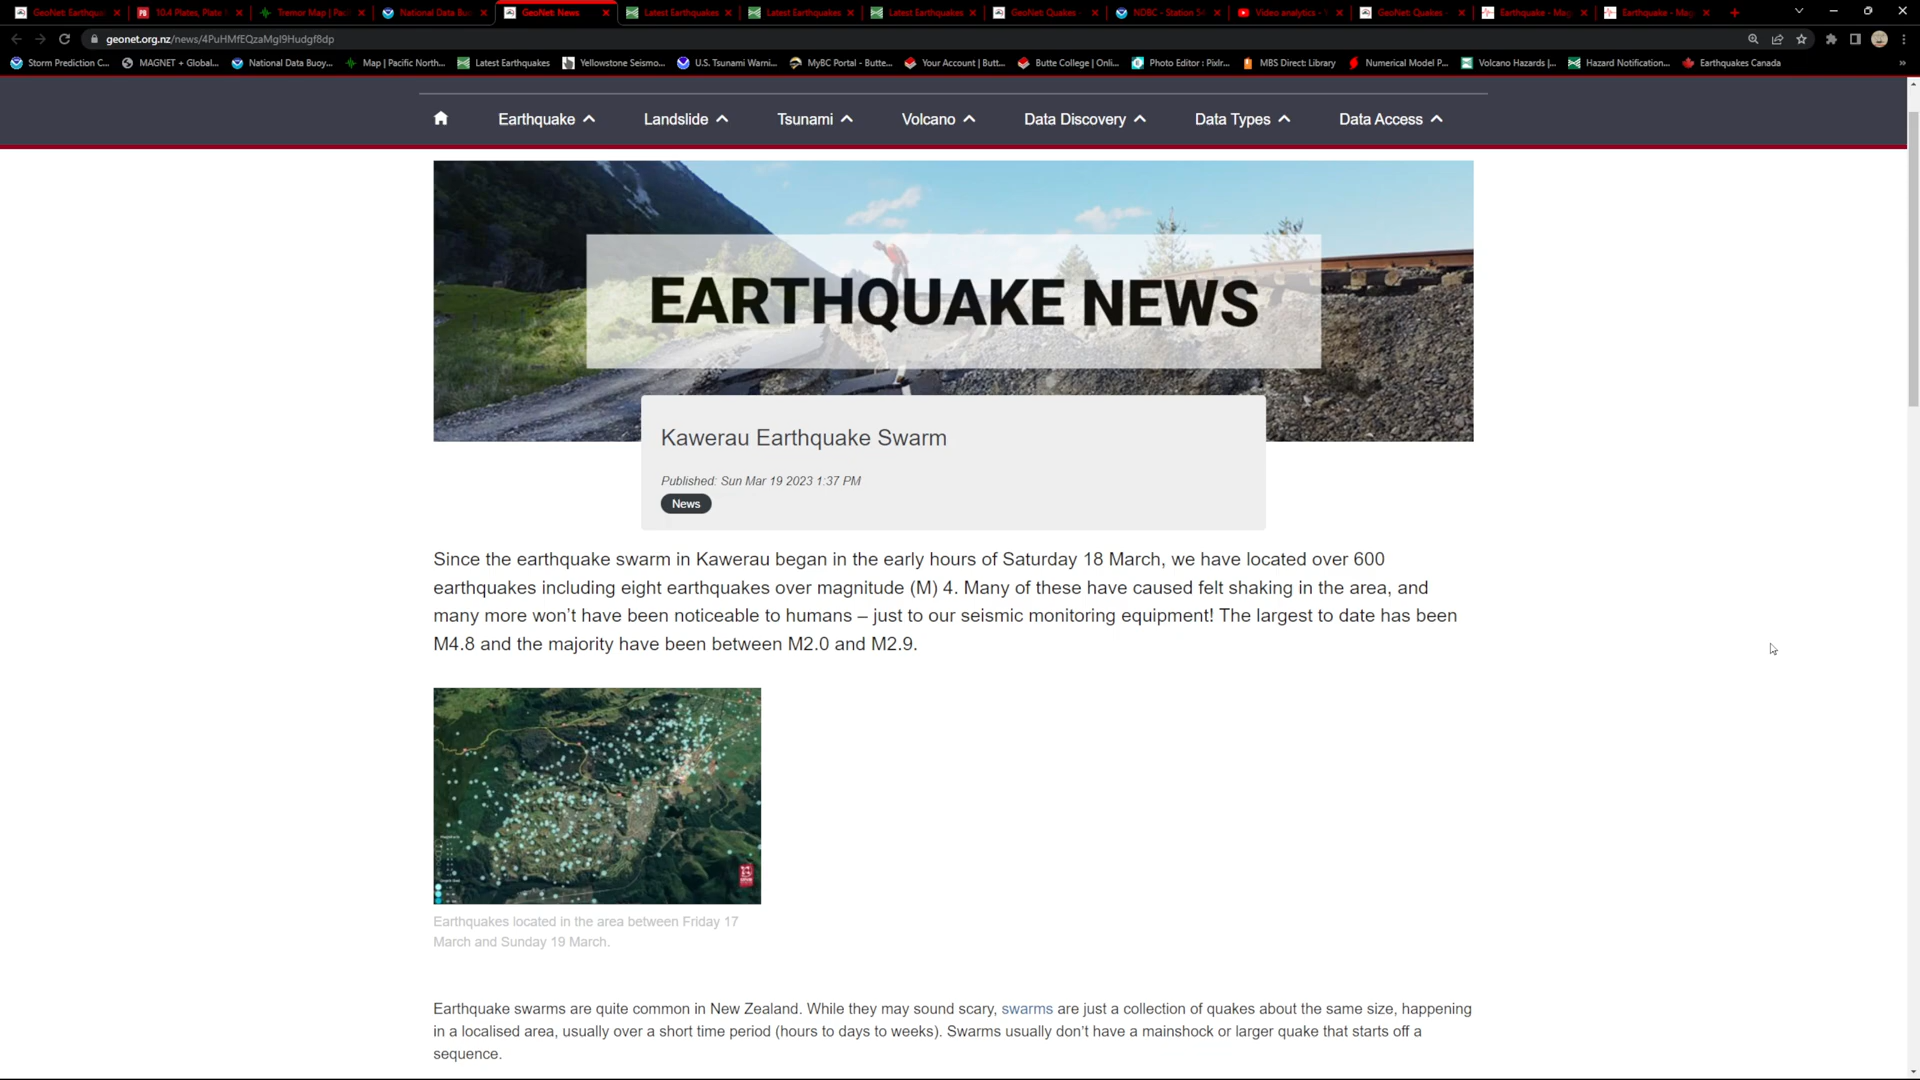 GeoNet Earthqua
10.4 Plates, Plate
Tremor Map | Pac
National Data Buo
GeoNet: News
Latest Earthquakes
Latest Earthquakes
Latest Earthquakes
GeoNet: Quakes
NDBC - Station 5
Video analytics -
GeoNet: Quakes
Earthquake - Mag
Earthquake - Mag
geonet.org.nz/news/4PuHMfEQzaMgI9Hudgf8dp
Storm Prediction C...
MAGNET + Global...
National Data Buoy...
Map | Pacific North...
Latest Earthquakes
Yellowstone Seismo...
U.S. Tsunami Warni...
MyBC Portal - Butte...
Your Account | Butt...
Butte College | Onli...
Photo Editor : Pixlr...
MBS Direct Library
Numerical Model P...
Volcano Hazards |...
Hazard Notification...
Earthquakes Canada
»
Earthquake
Landslide
Tsunami
Volcano
Data Discovery
Data Types
Data Access
EARTHQUAKE NEWS
Kawerau Earthquake Swarm
Published: Sun Mar 19 2023 1:37 PM
News
Since the earthquake swarm in Kawerau began in the early hours of Saturday 18 March, we have located over 600
earthquakes including eight earthquakes over magnitude (M) 4. Many of these have caused felt shaking in the area, and
many more won't have been noticeable to humans – just to our seismic monitoring equipment! The largest to date has been
M4.8 and the majority have been between M2.0 and M2.9.
Earthquakes located in the area between Friday 17
March and Sunday 19 March.
Earthquake swarms are quite common in New Zealand. While they may sound scary, swarms are just a collection of quakes about the same size, happening
in a localised area, usually over a short time period (hours to days to weeks). Swarms usually don't have a mainshock or larger quake that starts off a
sequence.